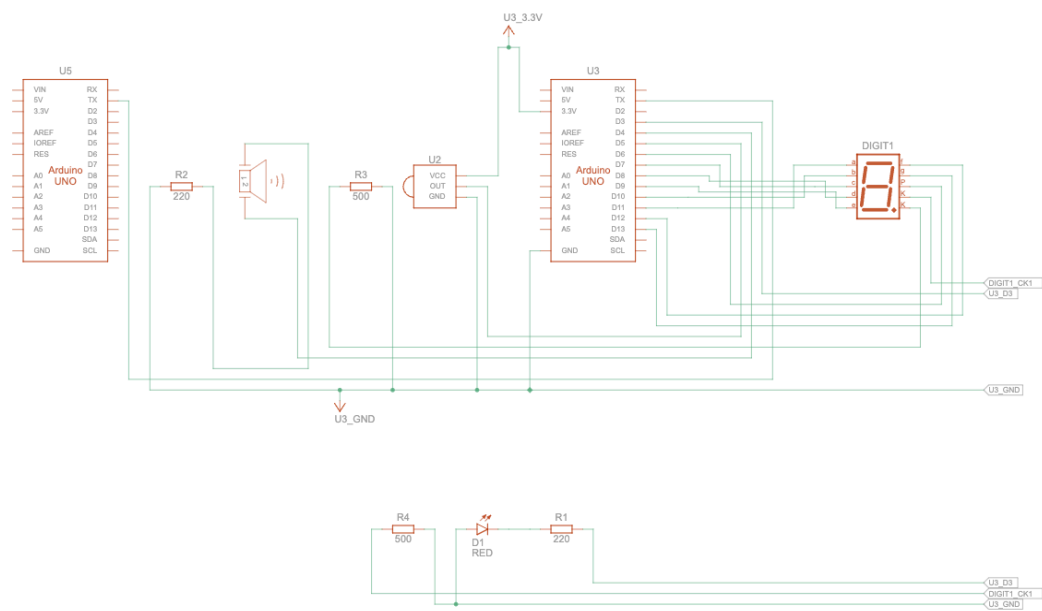 U3_3.3V
U5
VIN
5V
3.3V
AREF
IOREF
RES
A0
A1
A2
A3
A4
A5
GND
Arduino
UNO
RX
TX
D2
D3
D4
D5
D6
D7
D8
D9
D10
D11
D12
D13
SDA
SCL
R2
220
1 2
R3
500
U2
VCC
OUT
GND
U3
VIN
5V
3.3V
AREF
IOREF
RES
A0
A1
A2
A3
A4
A5
GND
Arduino
UNO
RX
TX
D2
D3
D4
D5
D6
D7
D8
D9
D10
D11
D12
D13
SDA
SCL
DIGIT1
a
b
c
d
e
f
g
P
K
K
DIGIT1_CK1
U3_D3
U3_GND
U3_GND
R4
500
D1
RED
R1
220
U3_D3
DIGIT1_CK1
U3_GND